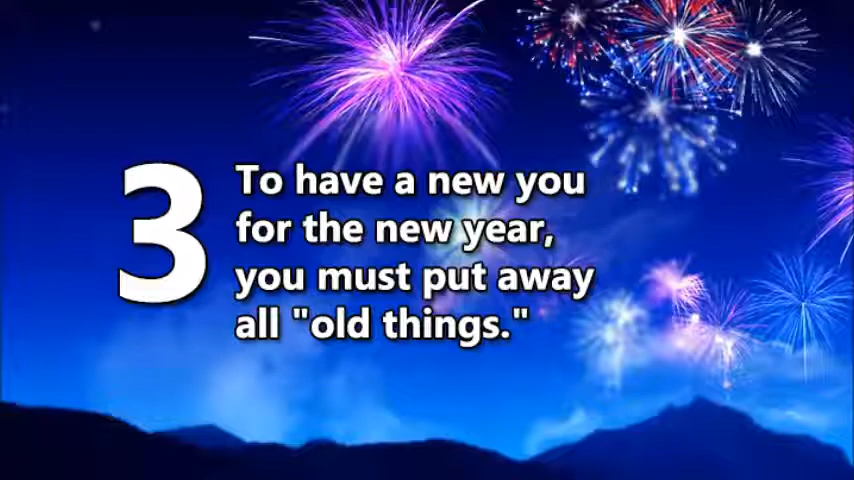 3
To have a new you
for the new year,
you must put away
all "old things."